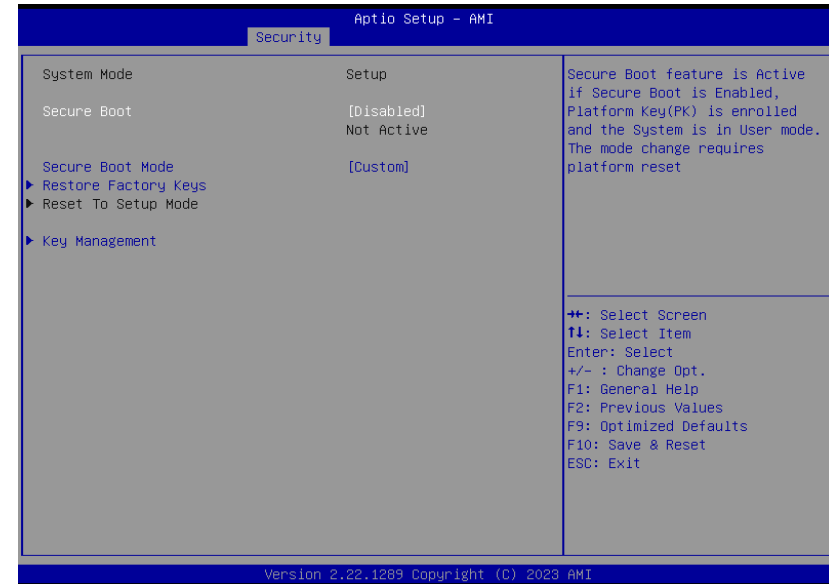 Aptio Setup – AMI
Security
System Mode Setup
Secure Boot [Disabled]
Not Active
Secure Boot Mode [Custom]
▶ Restore Factory Keys
▶ Reset To Setup Mode
▶ Key Management
Secure Boot feature is Active
if Secure Boot is Enabled,
Platform Key(PK) is enrolled
and the System is in User mode.
The mode change requires
platform reset
→←: Select Screen
↑↓: Select Item
Enter: Select
+/- : Change Opt.
F1: General Help
F2: Previous Values
F9: Optimized Defaults
F10: Save & Reset
ESC: Exit
Version 2.22.1289 Copyright (C) 2023 AMI